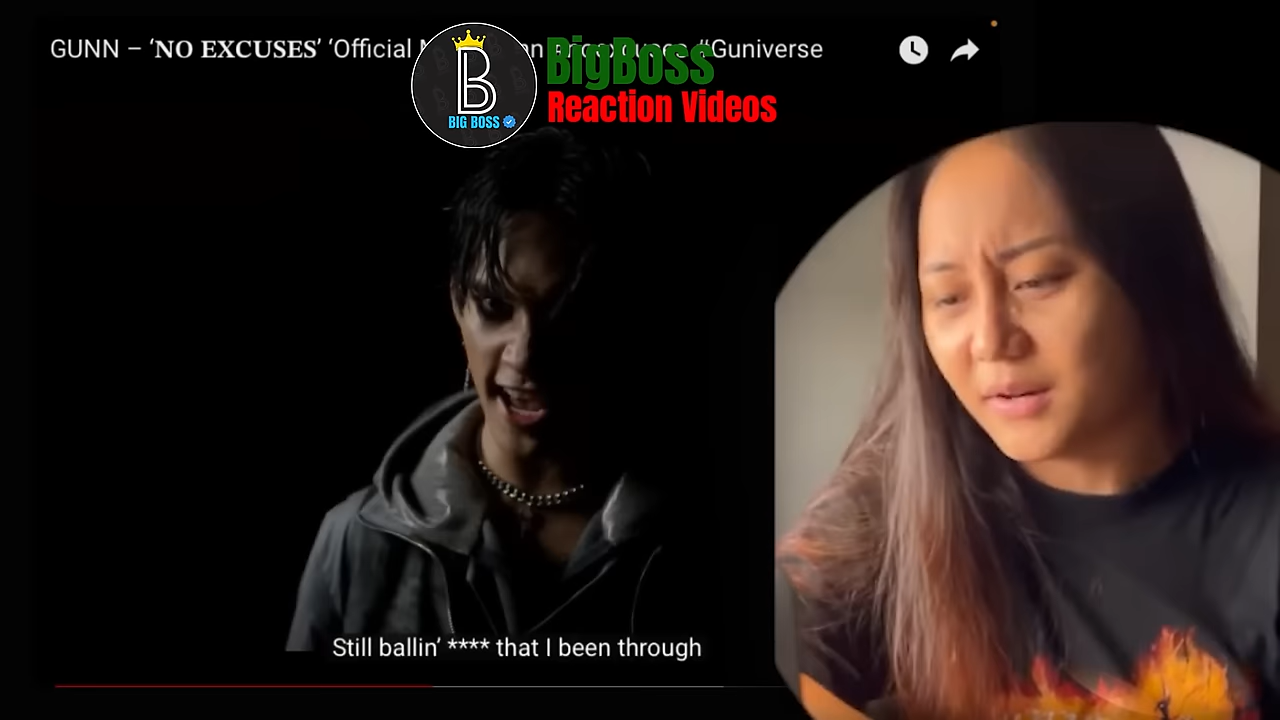 GUNN – ‘NO EXCUSES’ ‘Official #Guniverse
B
BIG BOSS
BigBoss
Reaction Videos
Still ballin’ **** that I been through